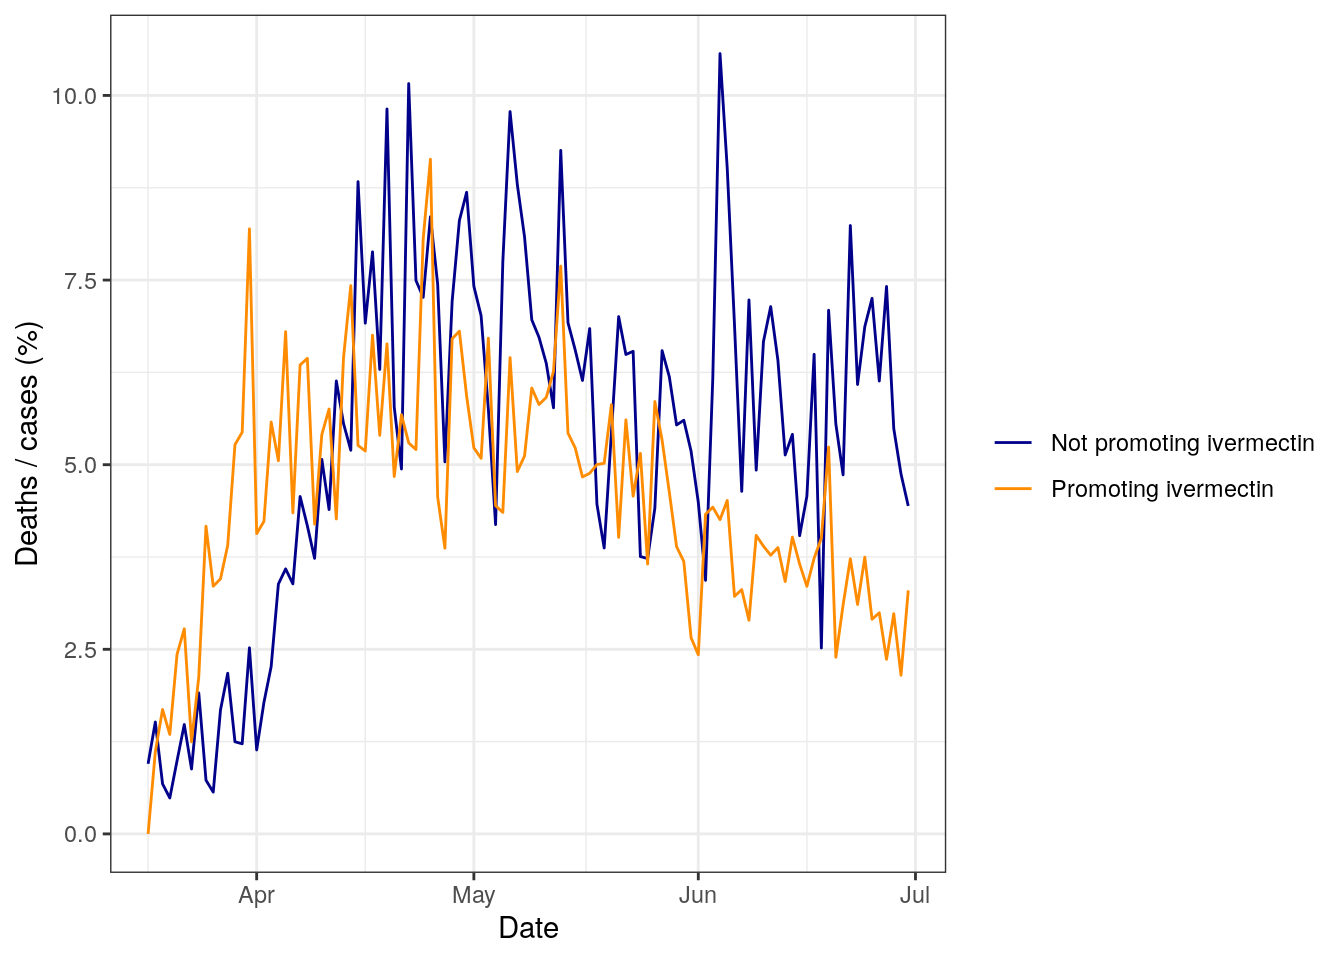 Deaths / cases (%)
10.0
7.5
5.0
2.5
0.0
Apr
May
Jun
Jul
Date
Not promoting ivermectin
Promoting ivermectin